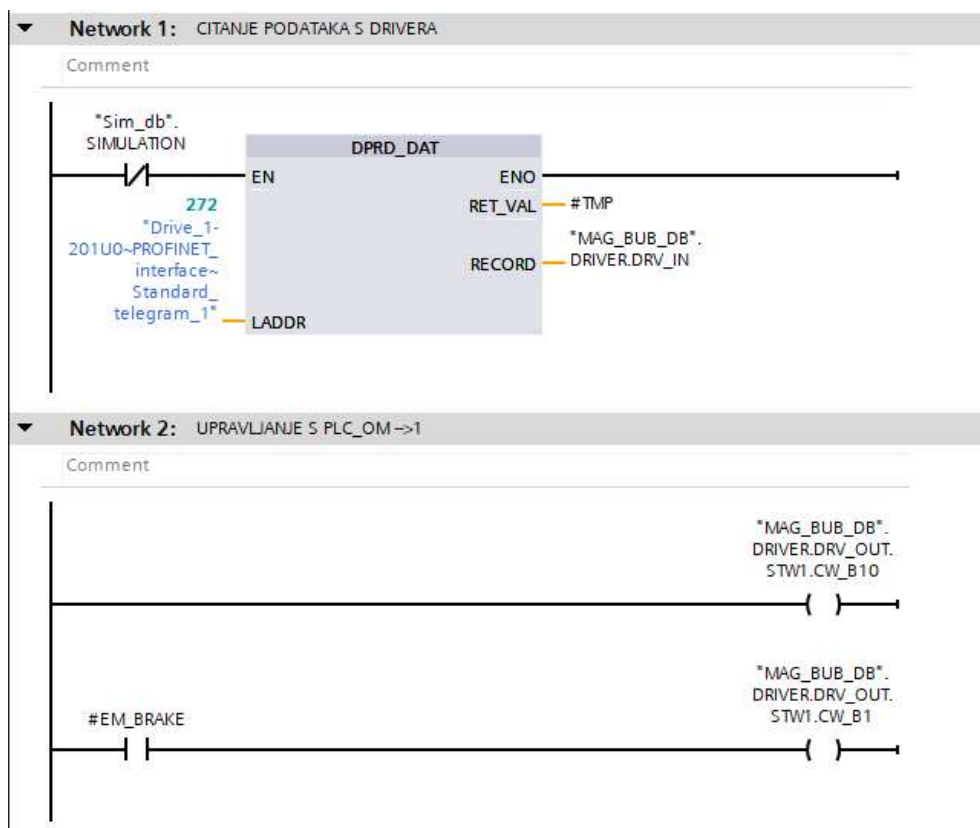 Network 1: CITANJE PODATAKA S DRIVERA
Comment
"Sim_db".
SIMULATION
DPRD_DAT
EN
ENO
272
"Drive_1-
201U0~PROFINET_
interface~
Standard_
telegram_1"
LADDR
RET_VAL
#TMP
RECORD
"MAG_BUB_DB".
DRIVER.DRV_IN
Network 2: UPRAVLJANJE S PLC_OM-->1
Comment
"MAG_BUB_DB".
DRIVER.DRV_OUT.
STW1.CW_B10
#EM_BRAKE
"MAG_BUB_DB".
DRIVER.DRV_OUT.
STW1.CW_B1